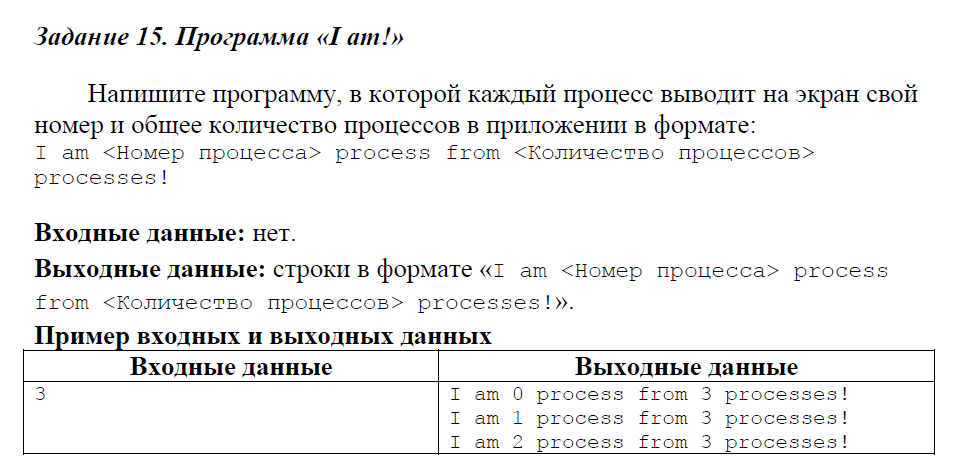 Задание 15. Программа «I am!»
Напишите программу, в которой каждый процесс выводит на экран свой
номер и общее количество процессов в приложении в формате:
I am <Номер процесса> process from <Количество процессов>
processes!
Входные данные: нет.
Выходные данные: строки в формате «I am <Номер процесса> process
from <Количество процессов> processes!».
Пример входных и выходных данных
Входные данные Выходные данные
3 I am 0 process from 3 processes!
I am 1 process from 3 processes!
I am 2 process from 3 processes!